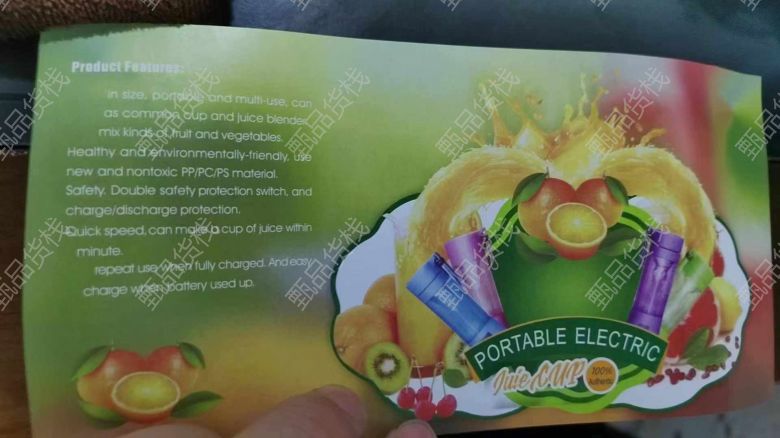 Product Features:
in size, portable and multi-use, can
as common cup and juice blender,
mix kinds of fruit and vegetables.
Healthy and environmentally-friendly, use
new and nontoxic PP/PC/PS material.
Safety. Double safety protection switch, and
charge/discharge protection.
Quick speed, can make a cup of juice within
minute.
repeat use when fully charged. And easy
charge when battery used up.
PORTABLE ELECTRIC
Juie CUP
100%
Authentic
甄品货栈